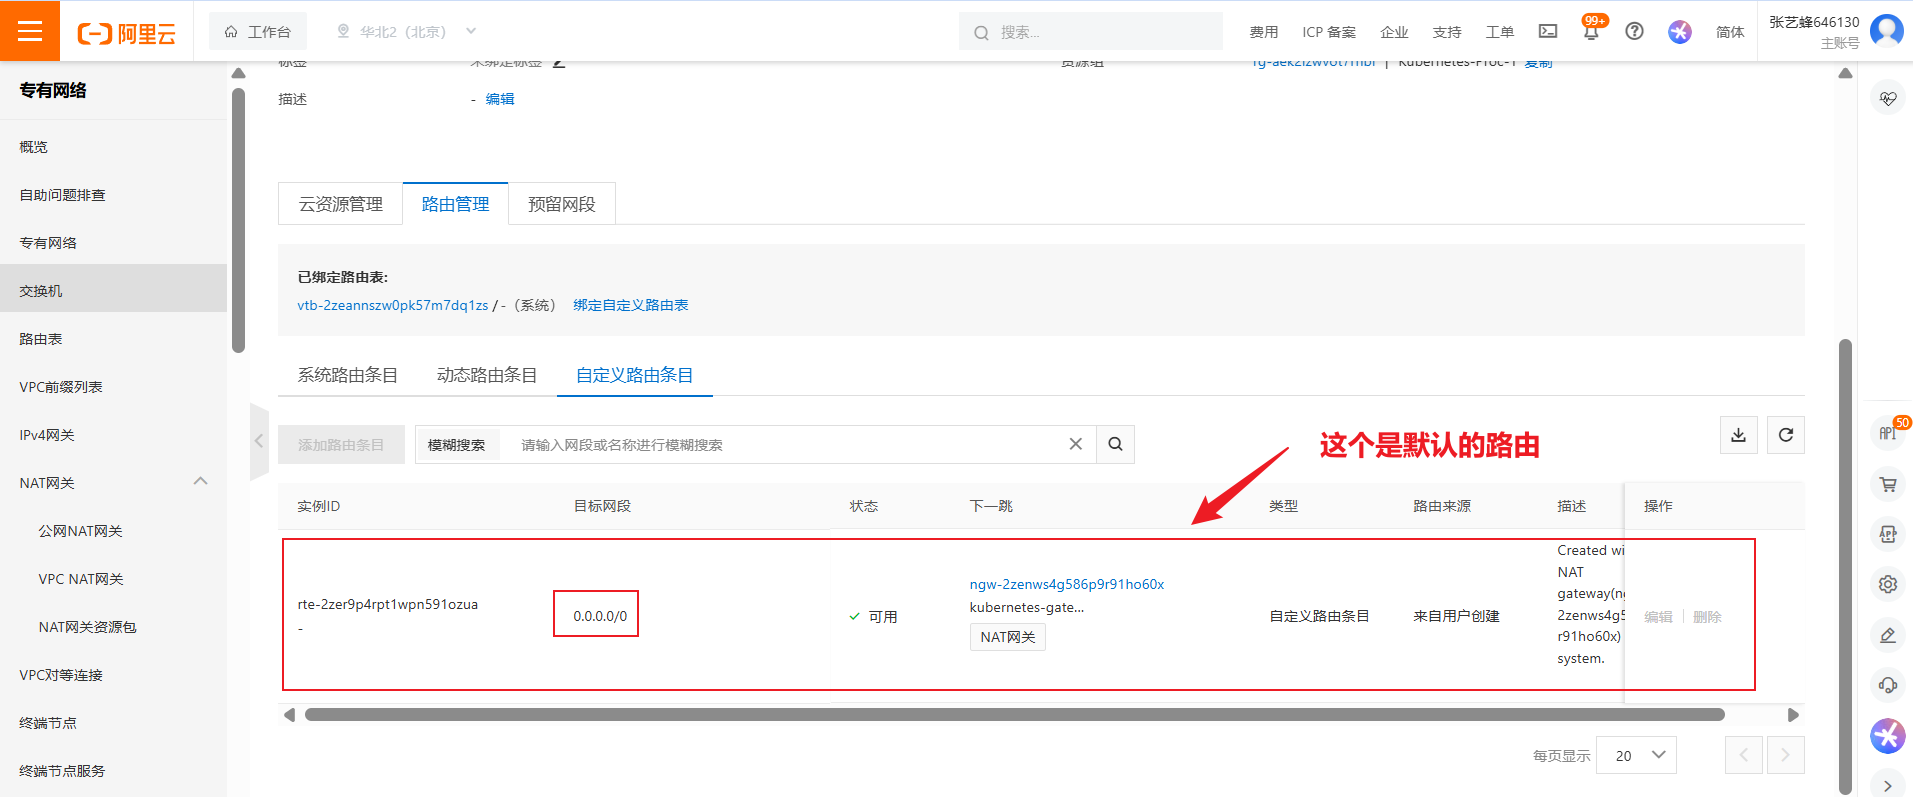 阿里云
工作台
华北2（北京）
搜索...
费用
ICP 备案
企业
支持
工单
99+
简体
张艺蜂646130
主账号
专有网络
概览
自助问题排查
专有网络
交换机
路由表
VPC前缀列表
IPv4网关
NAT网关
公网NAT网关
VPC NAT网关
NAT网关资源包
VPC对等连接
终端节点
终端节点服务
标签
未绑定标签
资源组
| Kubernetes-Proc-1 复制
描述
- 编辑
云资源管理
路由管理
预留网段
已绑定路由表:
vtb-2zeannszw0pk57m7dq1zs / -（系统） 绑定自定义路由表
系统路由条目
动态路由条目
自定义路由条目
添加路由条目
模糊搜索
请输入网段或名称进行模糊搜索
这个是默认的路由
实例ID 目标网段 状态 下一跳 类型 路由来源 描述 操作
rte-2zer9p4rpt1wpn591ozua
-
0.0.0.0/0
可用
ngw-2zenws4g586p9r91ho60x
kubernetes-gate...
NAT网关
自定义路由条目
来自用户创建
Created wi
NAT
gateway(ng
2zenws4g5
r91ho60x)
system.
编辑
删除
每页显示
20
API
50
APP